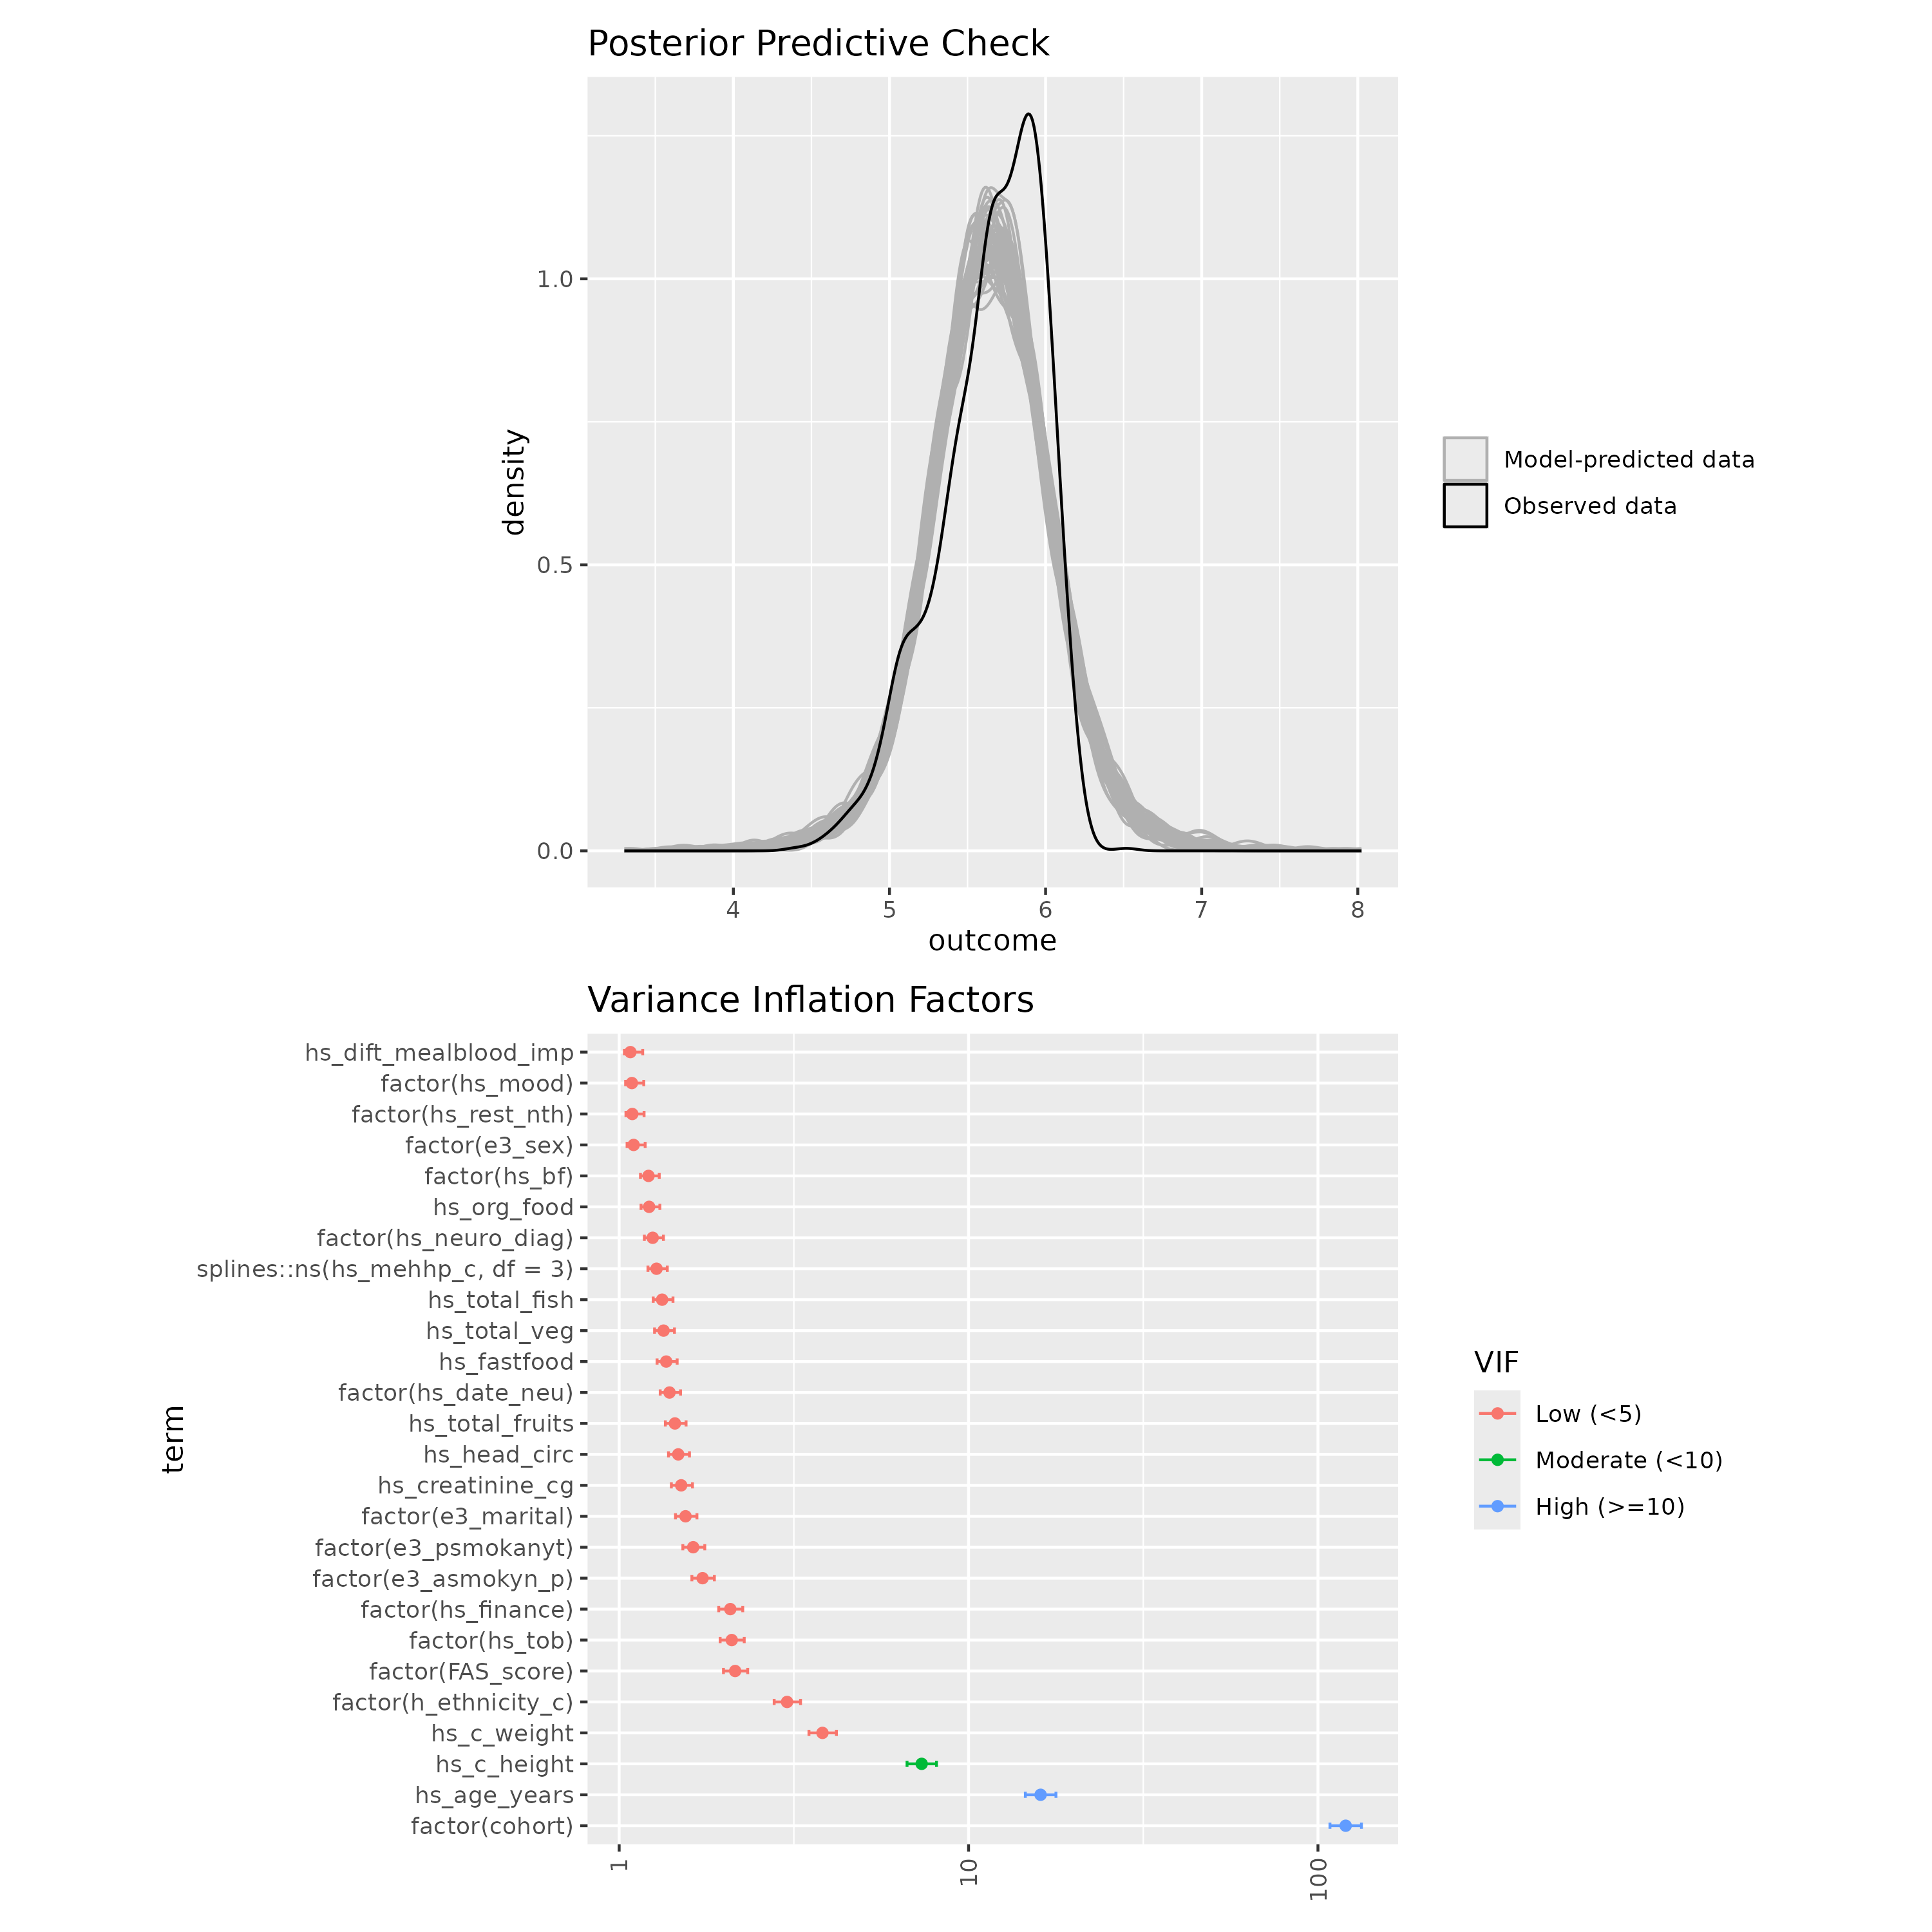 Posterior Predictive Check
density
1.0
0.5
0.0
4 5 6 7 8
outcome
Model-predicted data
Observed data
Variance Inflation Factors
term
hs_dift_mealblood_imp
factor(hs_mood)
factor(hs_rest_nth)
factor(e3_sex)
factor(hs_bf)
hs_org_food
factor(hs_neuro_diag)
splines::ns(hs_mehhp_c, df = 3)
hs_total_fish
hs_total_veg
hs_fastfood
factor(hs_date_neu)
hs_total_fruits
hs_head_circ
hs_creatinine_cg
factor(e3_marital)
factor(e3_psmokanyt)
factor(e3_asmokyn_p)
factor(hs_finance)
factor(hs_tob)
factor(FAS_score)
factor(h_ethnicity_c)
hs_c_weight
hs_c_height
hs_age_years
factor(cohort)
1 10 100
VIF
Low (<5)
Moderate (<10)
High (>=10)